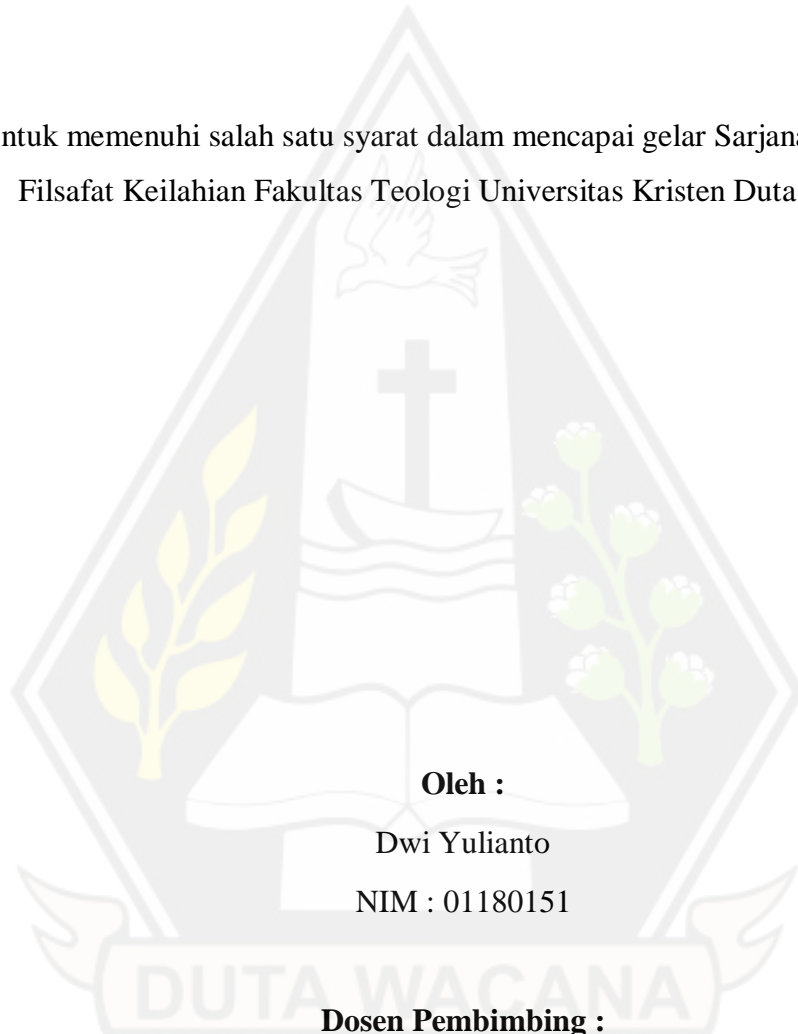 ntuk memenuhi salah satu syarat dalam mencapai gelar Sarjana
Filsafat Keilahian Fakultas Teologi Universitas Kristen Duta
Oleh :
Dwi Yulianto
NIM : 01180151
DUTA WACANA
Dosen Pembimbing :